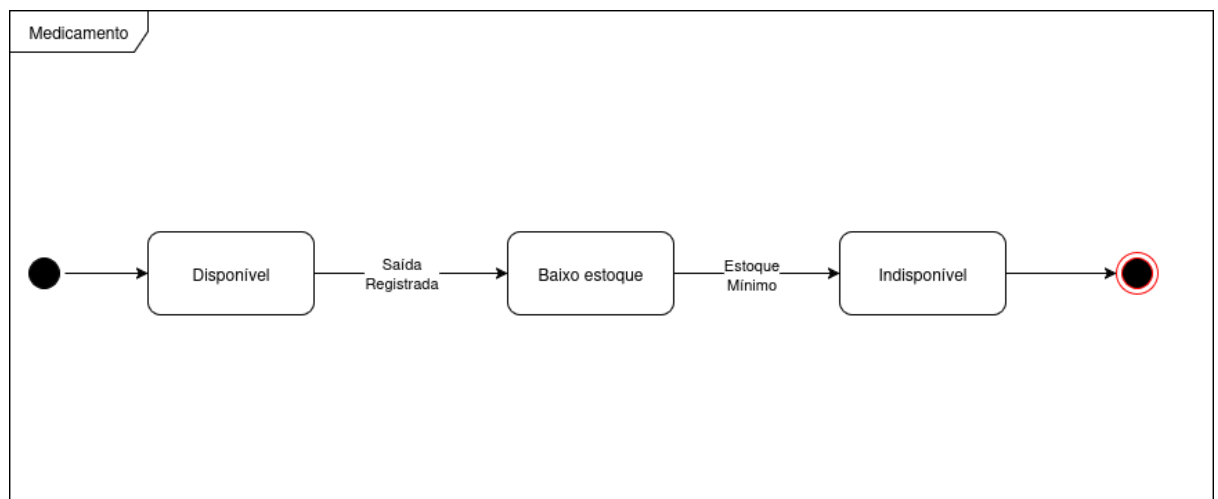 Medicamento
Disponível
Saída
Registrada
Baixo estoque
Estoque
Mínimo
Indisponível